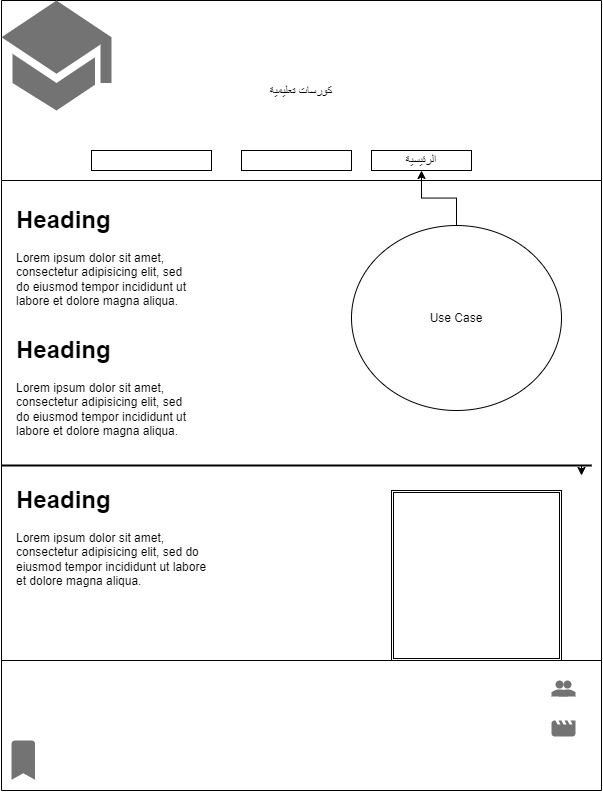 كورسات تعليمية
الرئيسية
Heading
Lorem ipsum dolor sit amet,
consectetur adipisicing elit, sed
do eiusmod tempor incididunt ut
labore et dolore magna aliqua.
Use Case
Heading
Lorem ipsum dolor sit amet,
consectetur adipisicing elit, sed
do eiusmod tempor incididunt ut
labore et dolore magna aliqua.
Heading
Lorem ipsum dolor sit amet,
consectetur adipisicing elit, sed do
eiusmod tempor incididunt ut labore
et dolore magna aliqua.